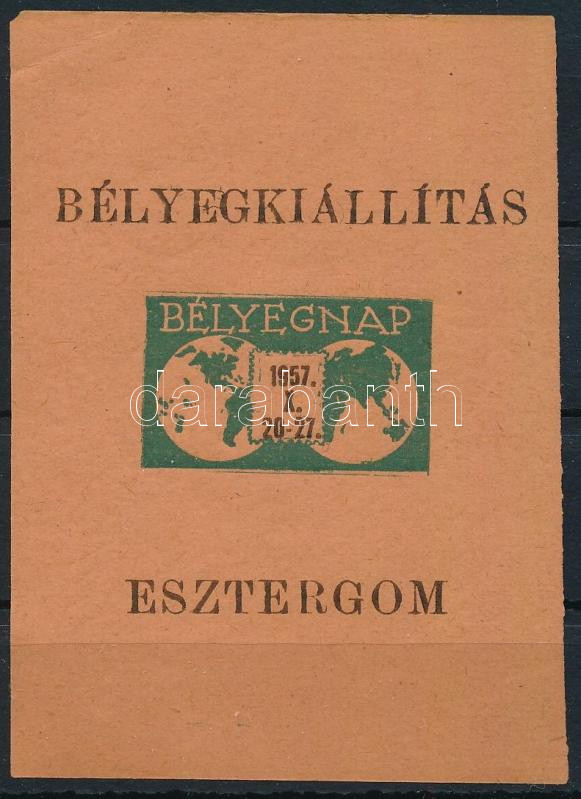 BÉLYEGKIÁLLÍTÁS
BÉLYEGNAP
1957.
X.
20-27.
darabanth
ESZTERGOM